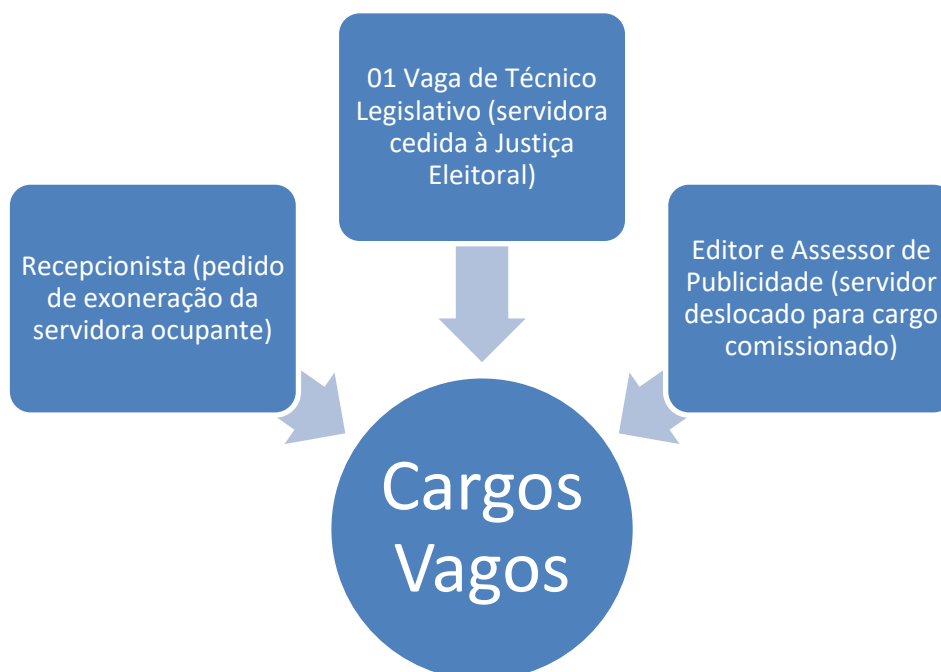 01 Vaga de Técnico
Legislativo (servidora
cedida à Justiça
Eleitoral)
Recepcionista (pedido
de exoneração da
servidora ocupante)
Editor e Assessor de
Publicidade (servidor
deslocado para cargo
comissionado)
Cargos
Vagos